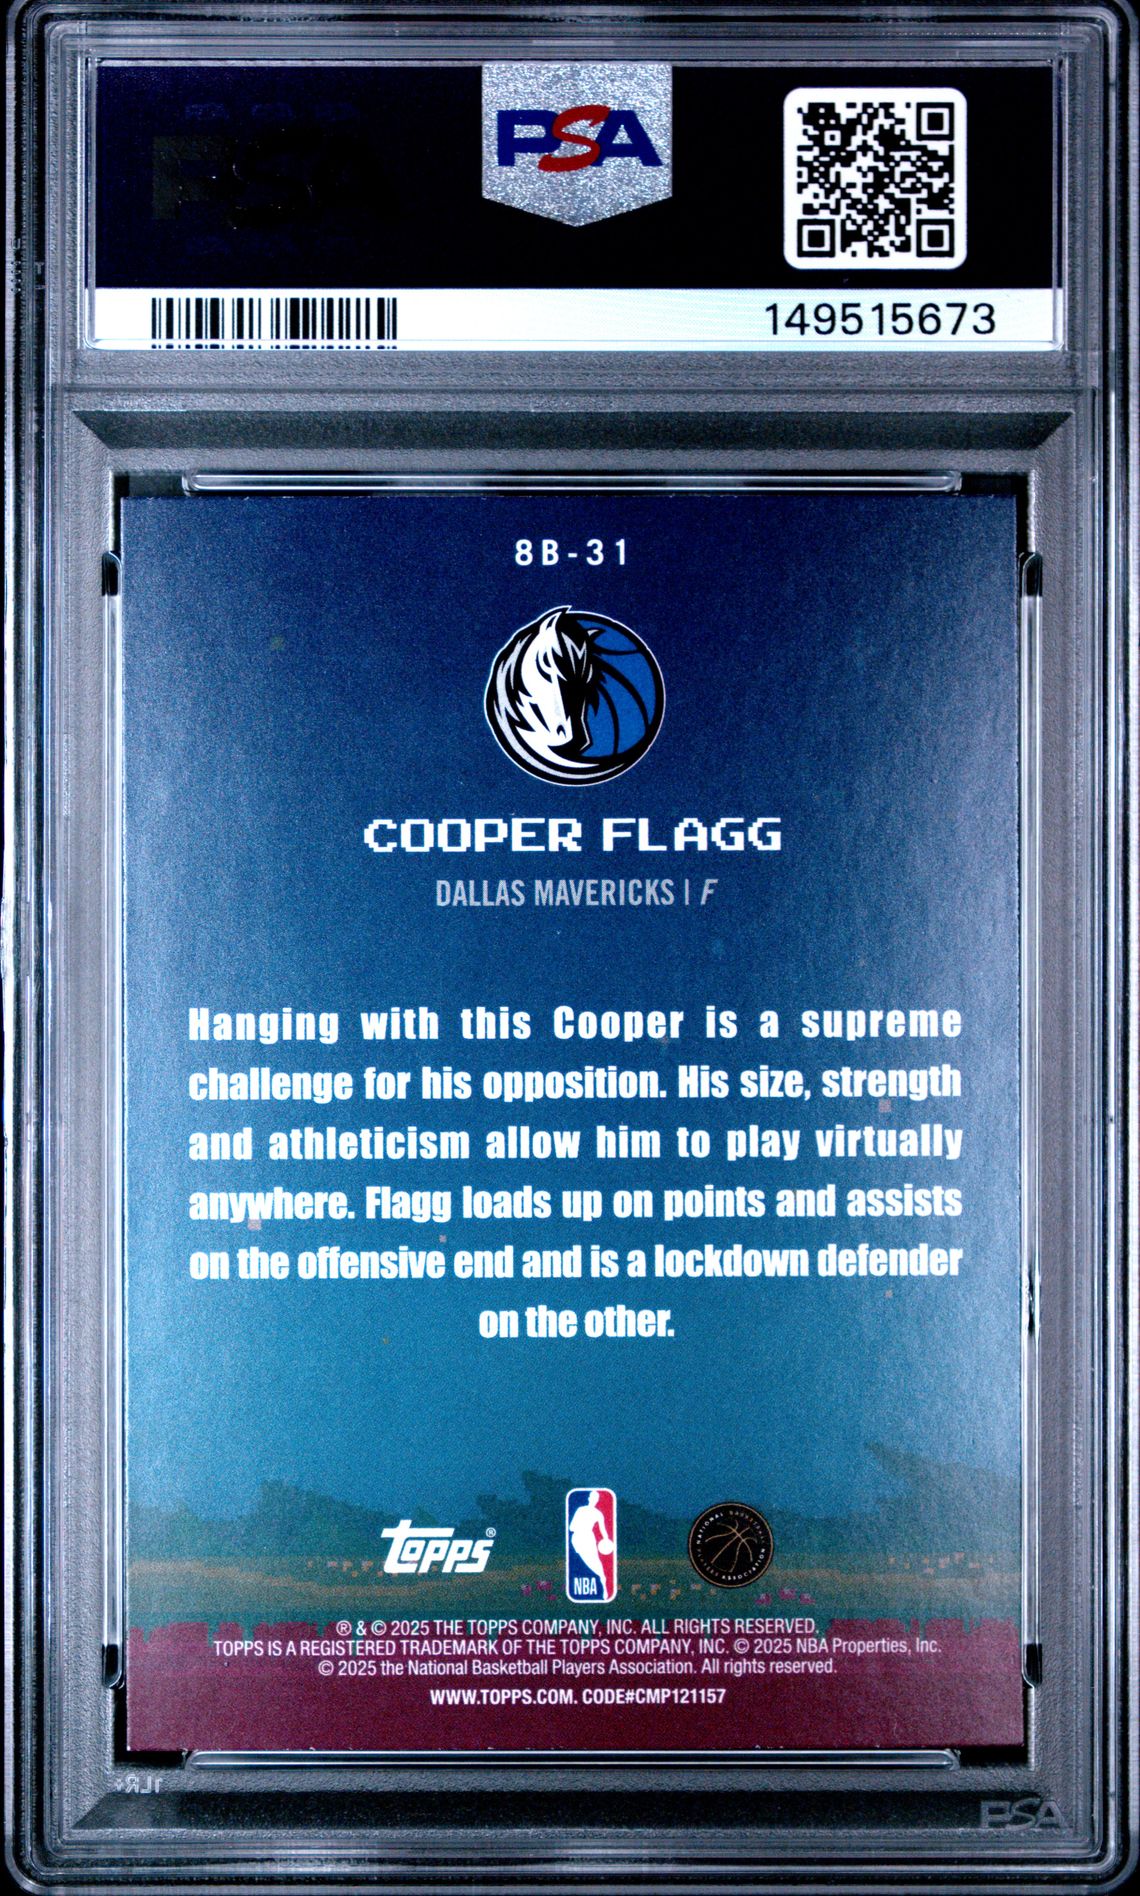 PSA
149515673
8B-31
COOPER FLAGG
DALLAS MAVERICKS | F
Hanging with this Cooper is a supreme
challenge for his opposition. His size, strength
and athleticism allow him to play virtually
anywhere. Flagg loads up on points and assists
on the offensive end and is a lockdown defender
on the other.
topps®
NBA
NATIONAL BASKETBALL PLAYERS ASSOCIATION
® & © 2025 THE TOPPS COMPANY, INC. ALL RIGHTS RESERVED.
TOPPS IS A REGISTERED TRADEMARK OF THE TOPPS COMPANY, INC. © 2025 NBA Properties, Inc.
© 2025 the National Basketball Players Association. All rights reserved.
WWW.TOPPS.COM. CODE#CMP121157
PSA